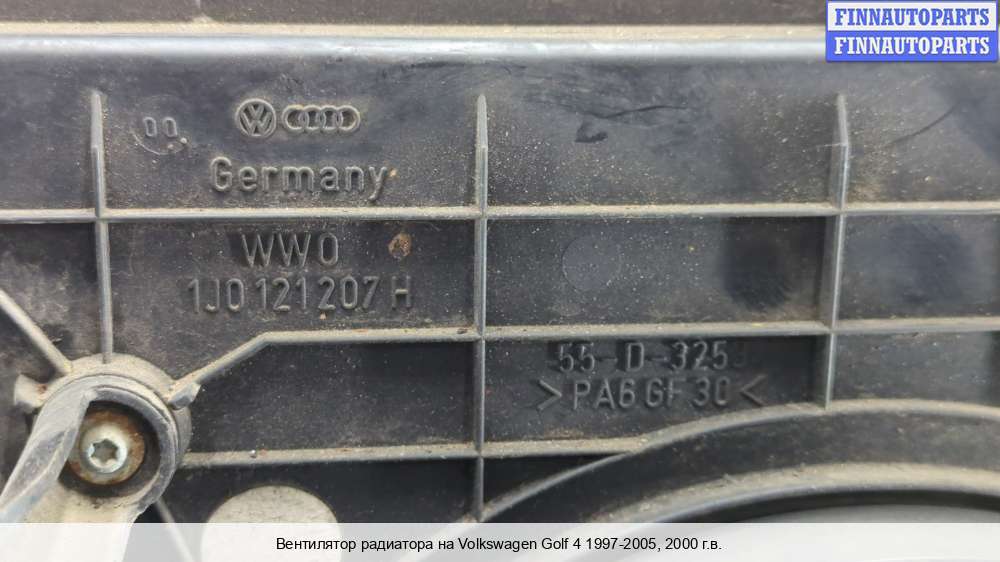 FINNAUTOPARTS
FINNAUTOPARTS
Germany
WWO
1J0 121 207 H
55-D-325
>PA6 GF 30<
Вентилятор радиатора на Volkswagen Golf 4 1997-2005, 2000 г.в.